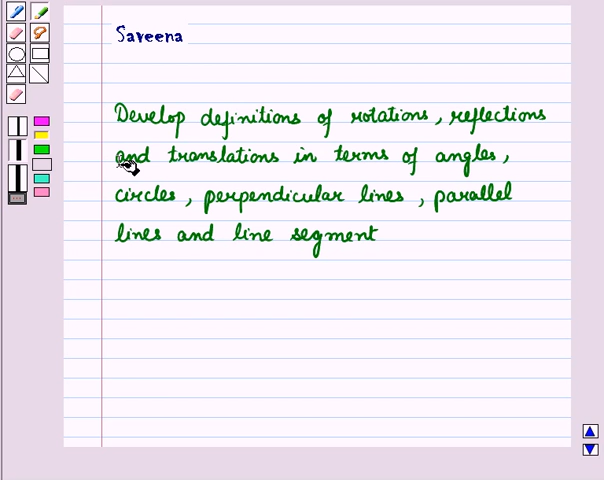 Saveena
Develop definitions of rotations, reflections
and translations in terms of angles,
circles, perpendicular lines, parallel
lines and line segment